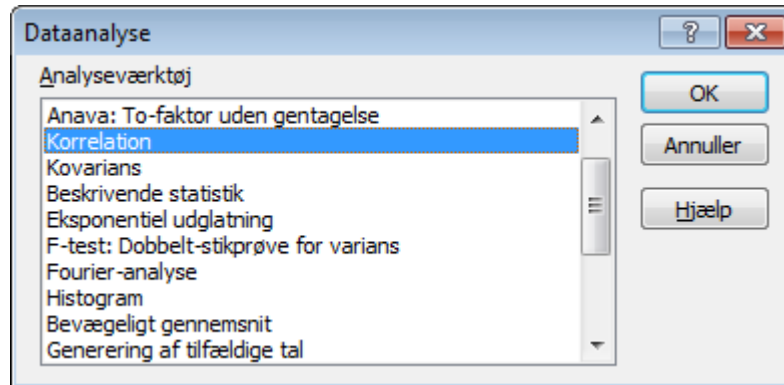 Dataanalyse
Analyseværktøj
Anava: To-faktor uden gentagelse
Korrelation
Kovarians
Beskrivende statistik
Eksponentiel udglatning
F-test: Dobbelt-stikprøve for varians
Fourier-analyse
Histogram
Bevægeligt gennemsnit
Generering af tilfældige tal
OK
Annuller
Hjælp